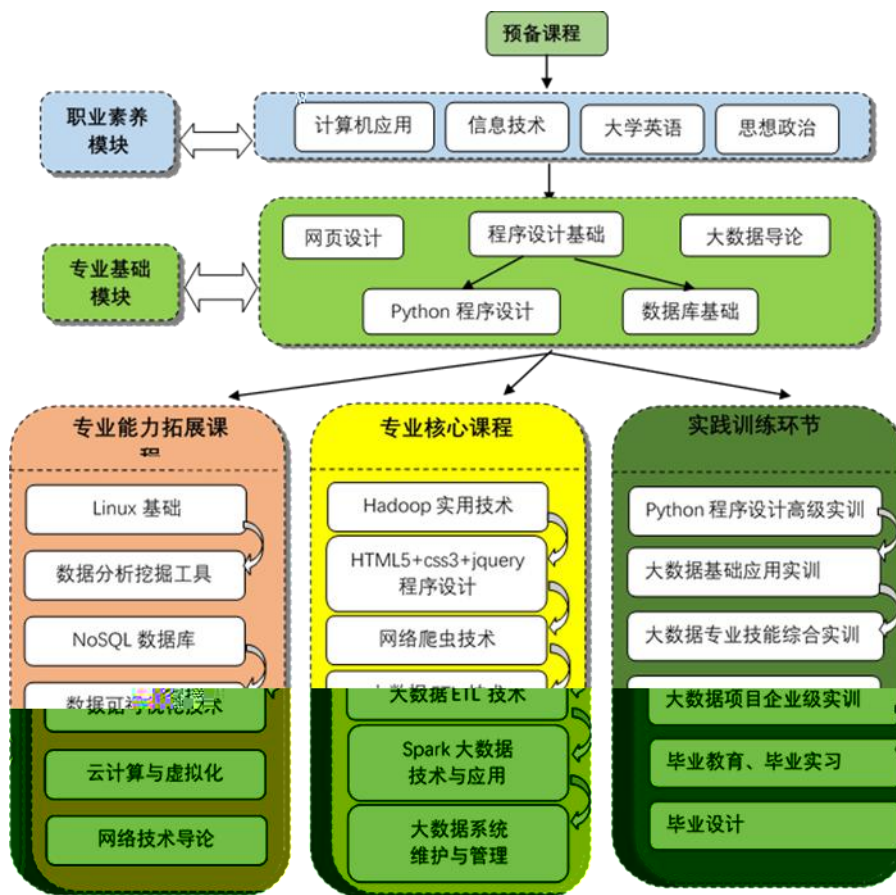 预备课程
职业素养
模块
计算机应用
信息技术
大学英语
思想政治
专业基础
模块
网页设计
程序设计基础
大数据导论
Python 程序设计
数据库基础
专业能力拓展课
程
Linux 基础
数据分析挖掘工具
NoSQL 数据库
云计算与虚拟化
网络技术导论
专业核心课程
Hadoop 实用技术
HTML5+css3+jquery
程序设计
网络爬虫技术
大数据 ETL 技术
Spark 大数据
技术与应用
大数据系统
维护与管理
实践训练环节
Python 程序设计高级实训
大数据基础应用实训
大数据专业技能综合实训
大数据项目企业级实训
毕业教育、毕业实习
毕业设计